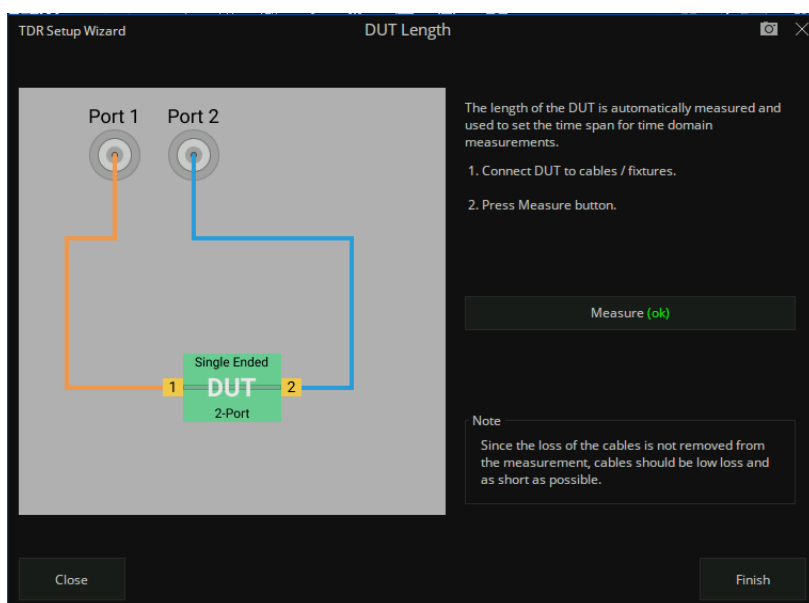 TDR Setup Wizard
DUT Length
Port 1
Port 2
Single Ended
1
DUT
2
2-Port
The length of the DUT is automatically measured and
used to set the time span for time domain
measurements.
1. Connect DUT to cables / fixtures.
2. Press Measure button.
Measure (ok)
Note
Since the loss of the cables is not removed from
the measurement, cables should be low loss and
as short as possible.
Close
Finish